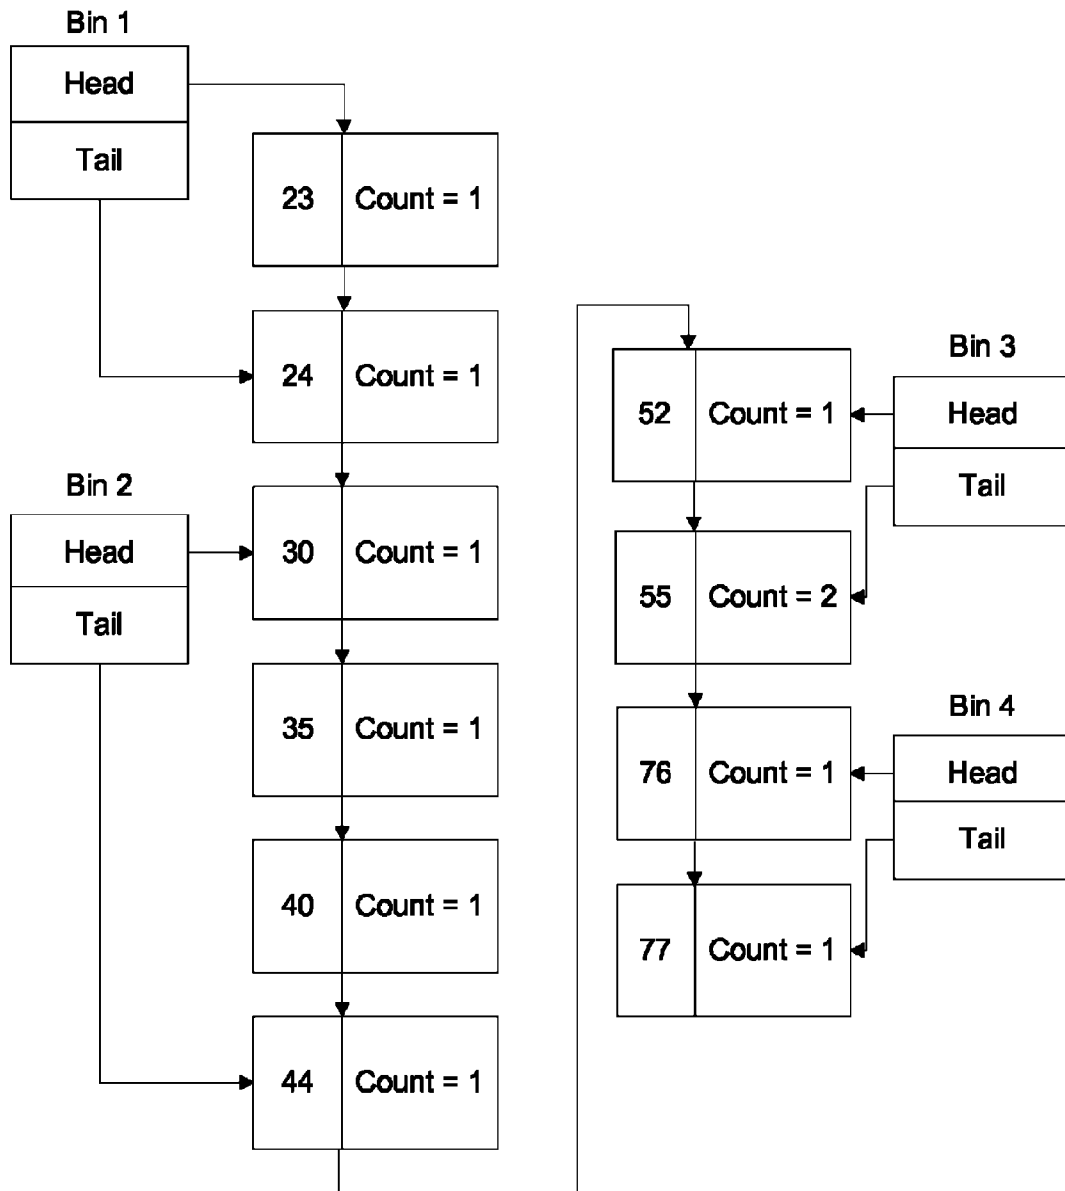 Bin 1
Head
Tail
23 Count = 1
24 Count = 1
Bin 2
Head
Tail
30 Count = 1
35 Count = 1
40 Count = 1
44 Count = 1
52 Count = 1
Bin 3
Head
Tail
55 Count = 2
76 Count = 1
Bin 4
Head
Tail
77 Count = 1